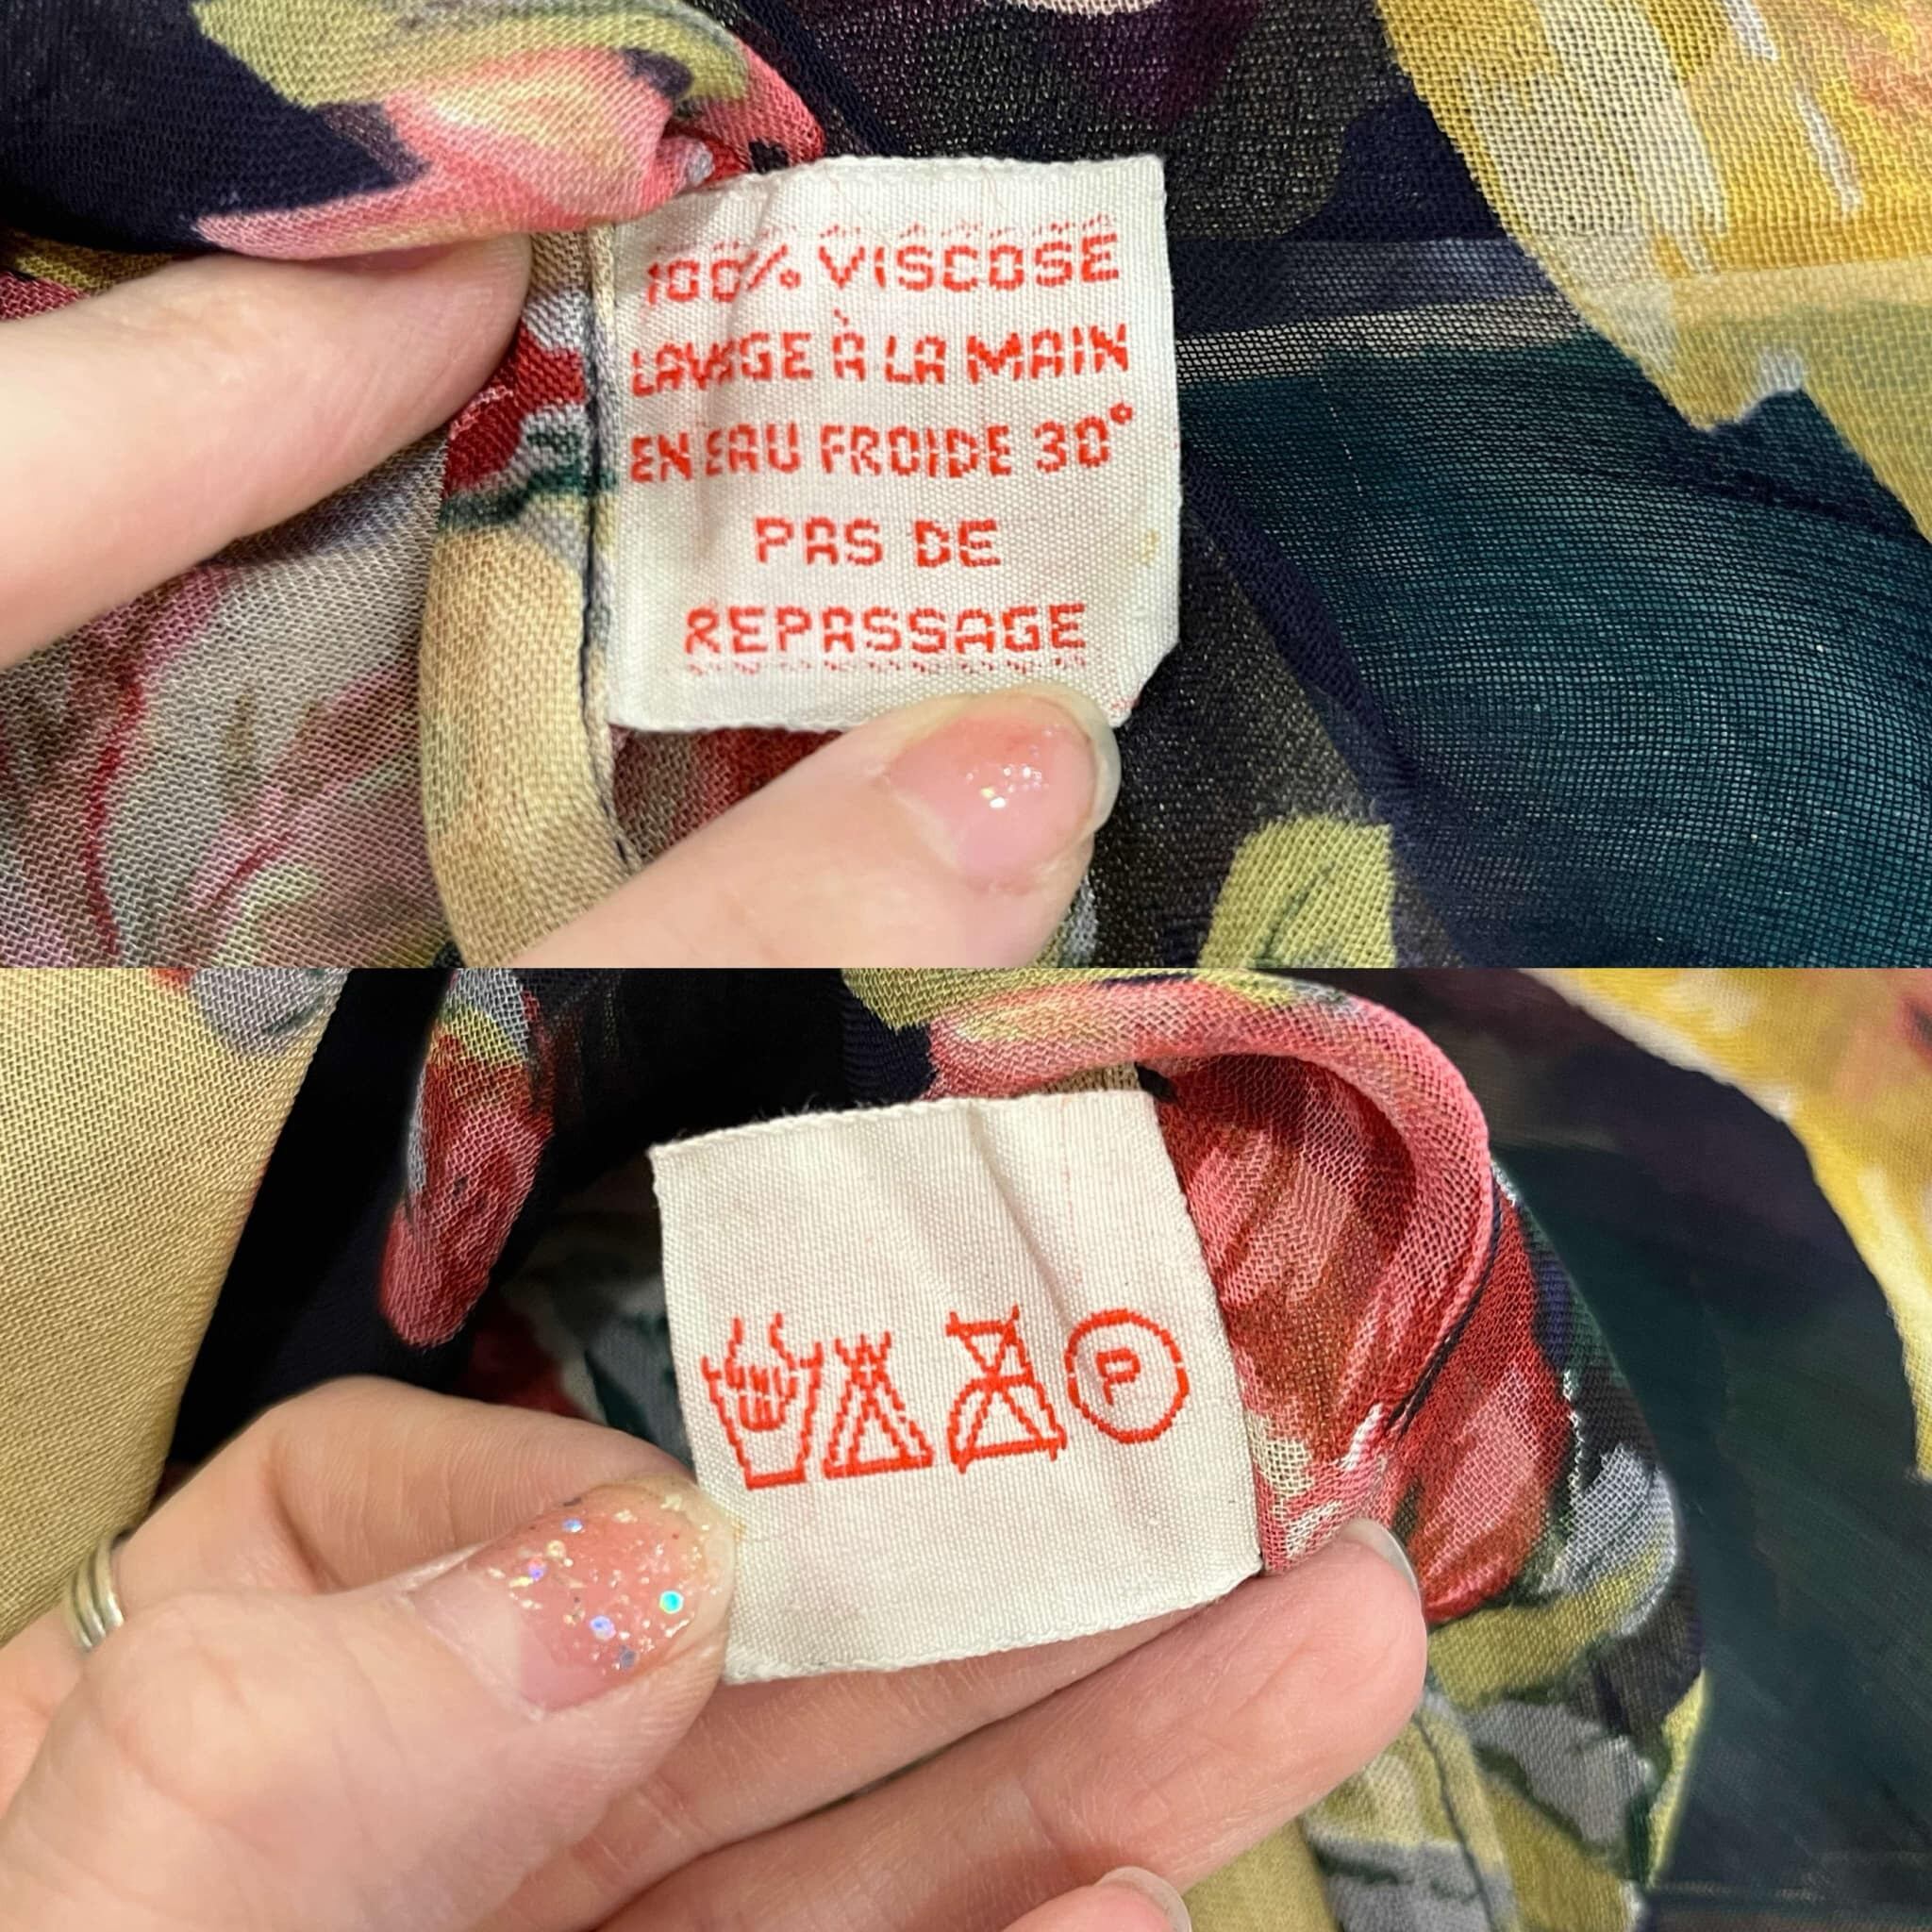 100% VISCOSE
LAVAGE À LA MAIN
EN EAU FROIDE 30°
PAS DE
REPASSAGE
P